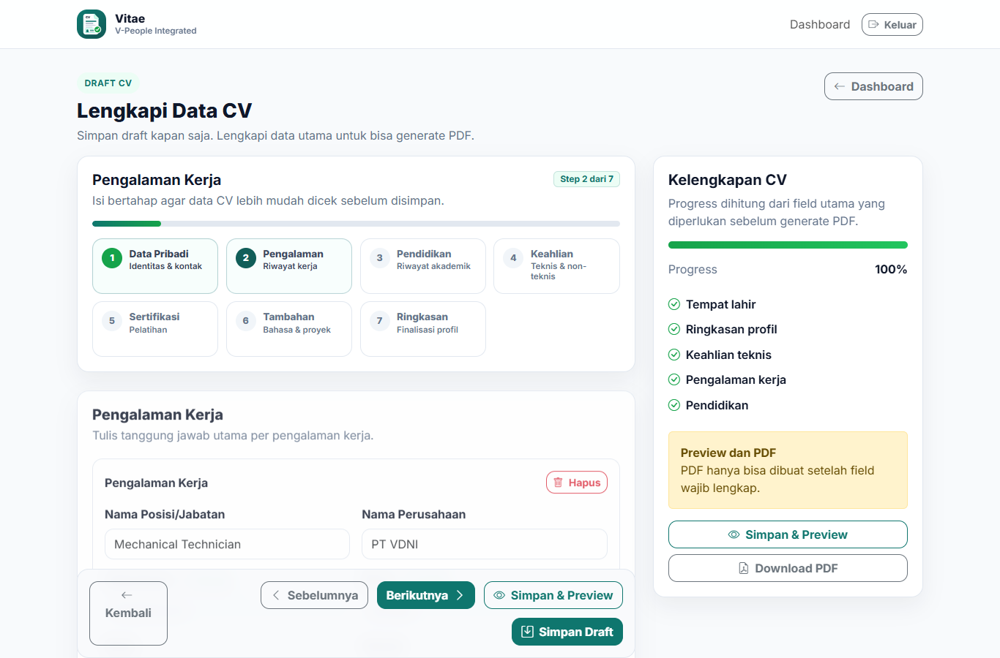 Vitae
V-People Integrated
Dashboard
Keluar
DRAFT CV
Lengkapi Data CV
Simpan draft kapan saja. Lengkapi data utama untuk bisa generate PDF.
Dashboard
Pengalaman Kerja
Step 2 dari 7
Isi bertahap agar data CV lebih mudah dicek sebelum disimpan.
1
Data Pribadi
Identitas & kontak
2
Pengalaman
Riwayat kerja
3
Pendidikan
Riwayat akademik
4
Keahlian
Teknis & non-
teknis
5
Sertifikasi
Pelatihan
6
Tambahan
Bahasa & proyek
7
Ringkasan
Finalisasi profil
Pengalaman Kerja
Tulis tanggung jawab utama per pengalaman kerja.
Pengalaman Kerja
Hapus
Nama Posisi/Jabatan
Mechanical Technician
Nama Perusahaan
PT VDNI
Kembali
Sebelumnya
Berikutnya
Simpan & Preview
Simpan Draft
Kelengkapan CV
Progress dihitung dari field utama yang
diperlukan sebelum generate PDF.
Progress
100%
Tempat lahir
Ringkasan profil
Keahlian teknis
Pengalaman kerja
Pendidikan
Preview dan PDF
PDF hanya bisa dibuat setelah field
wajib lengkap.
Simpan & Preview
Download PDF